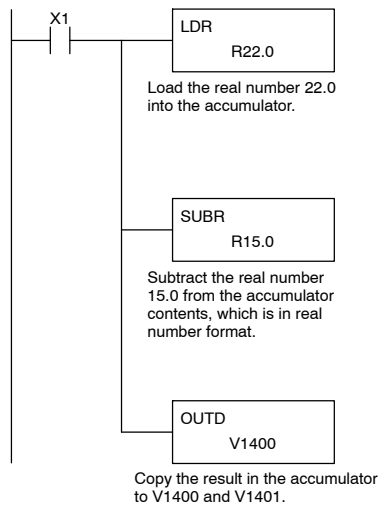 X1
LDR
R22.0
Load the real number 22.0
into the accumulator.
SUBR
R15.0
Subtract the real number
15.0 from the accumulator
contents, which is in real
number format.
OUTD
V1400
Copy the result in the accumulator
to V1400 and V1401.